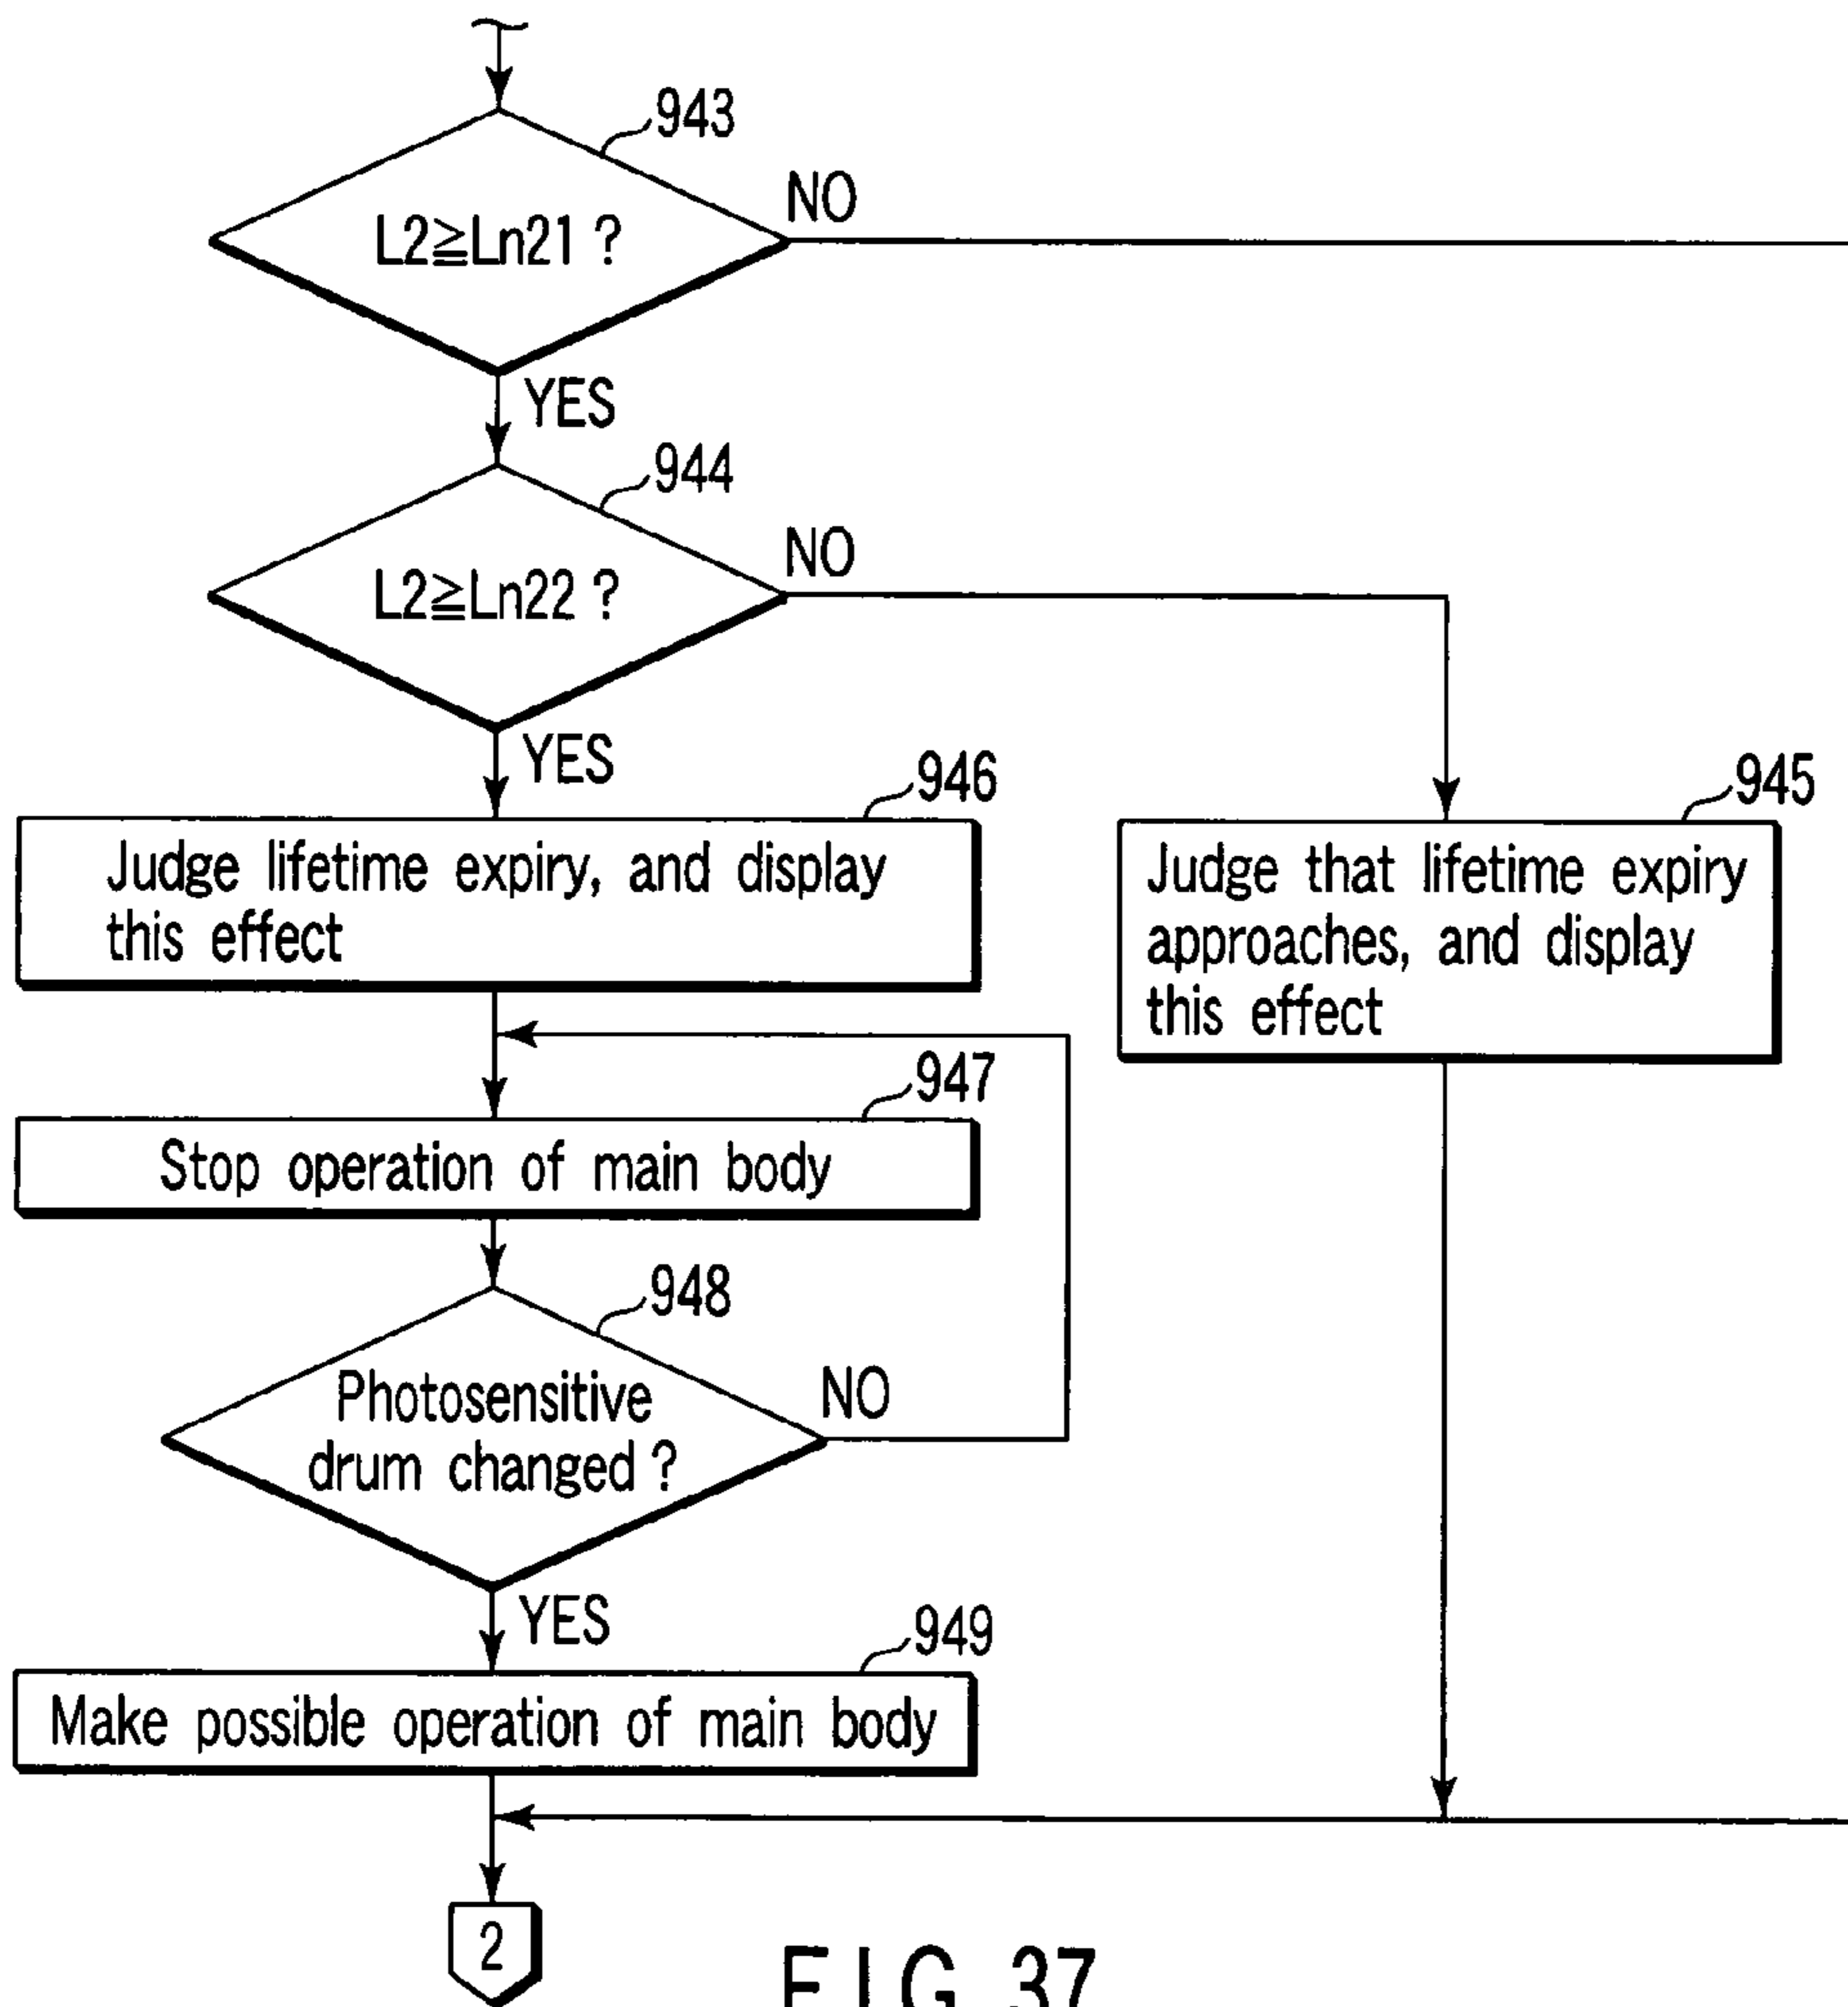 943
NO
L2≧Ln21 ?
YES
944
NO
L2≧Ln22 ?
YES
946
Judge lifetime expiry, and display
this effect
945
Judge that lifetime expiry
approaches, and display
this effect
947
Stop operation of main body
948
Photosensitive
drum changed ?
NO
YES
949
Make possible operation of main body
2
FIG. 37